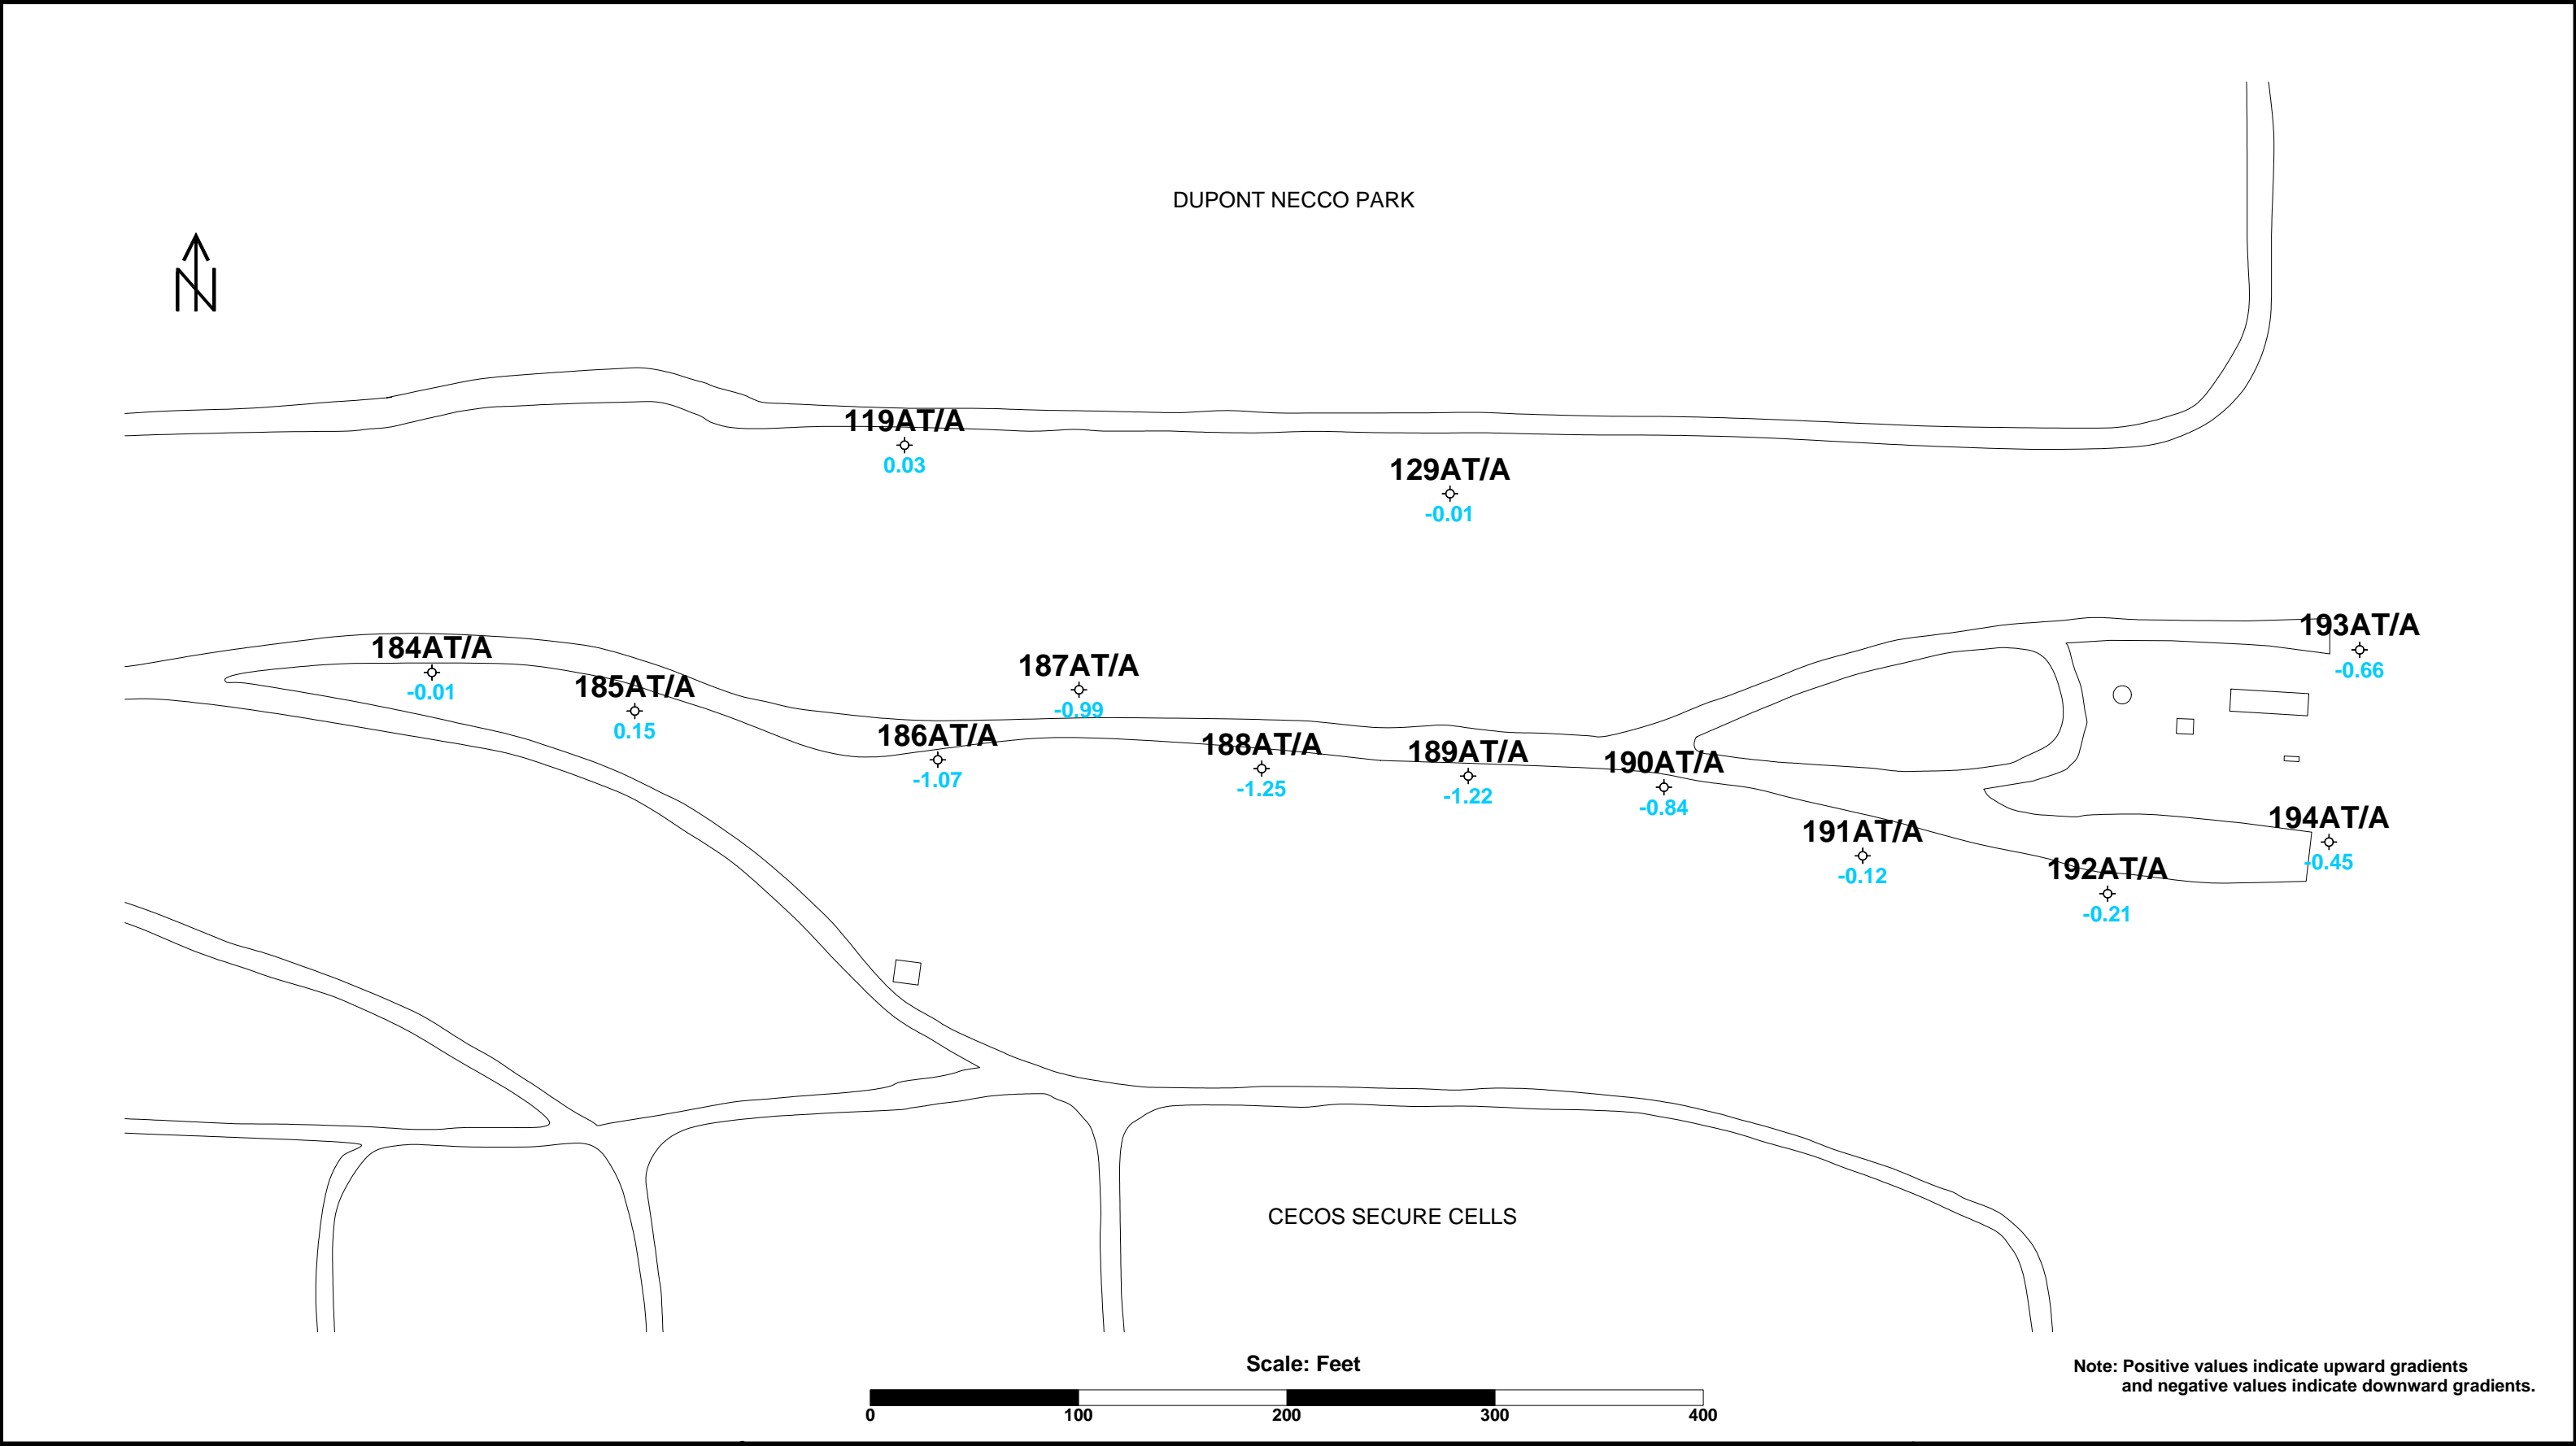 DUPONT NECCO PARK
N
119AT/A
0.03
129AT/A
-0.01
193AT/A
-0.66
184AT/A
-0.01
187AT/A
-0.99
185AT/A
0.15
186AT/A
-1.07
188AT/A
-1.25
189AT/A
-1.22
190AT/A
-0.84
194AT/A
-0.45
191AT/A
-0.12
192AT/A
-0.21
CECOS SECURE CELLS
Scale: Feet
0 100 200 300 400
Note: Positive values indicate upward gradients
and negative values indicate downward gradients.